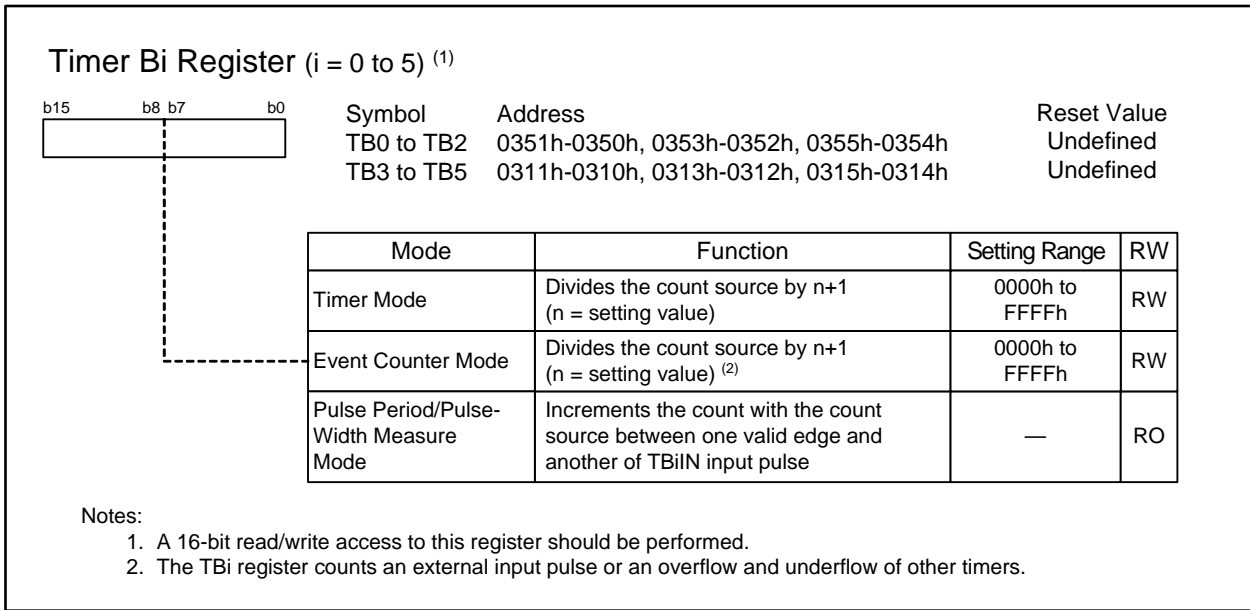 Timer Bi Register (i = 0 to 5) (1)
b15 b8 b7 b0
Symbol Address Reset Value
TB0 to TB2 0351h-0350h, 0353h-0352h, 0355h-0354h Undefined
TB3 to TB5 0311h-0310h, 0313h-0312h, 0315h-0314h Undefined
Mode Function Setting Range RW
Timer Mode Divides the count source by n+1
(n = setting value) 0000h to
FFFFh RW
Event Counter Mode Divides the count source by n+1
(n = setting value) (2) 0000h to
FFFFh RW
Pulse Period/Pulse-
Width Measure
Mode Increments the count with the count
source between one valid edge and
another of TBiIN input pulse — RO
Notes:
1. A 16-bit read/write access to this register should be performed.
2. The TBi register counts an external input pulse or an overflow and underflow of other timers.